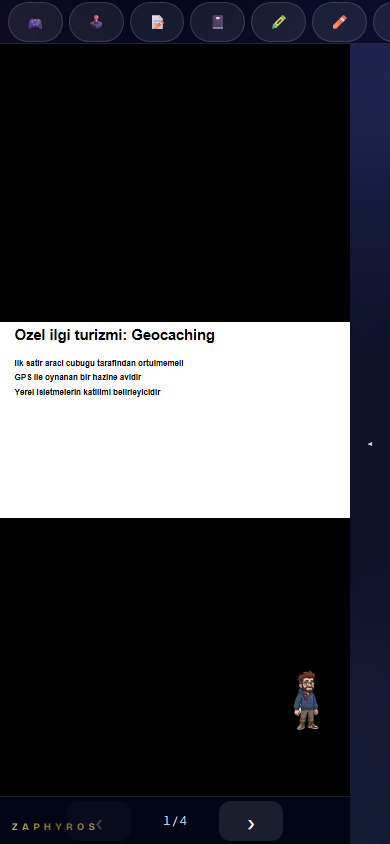 Ozel ilgi turizmi: Geocaching
Ilk satir araci cubugu tarafindan ortulmemeli
GPS ile oynanan bir hazine avidir
Yerel isletmelerin katilimi belirleyicidir
ZAPHYROS
1/4